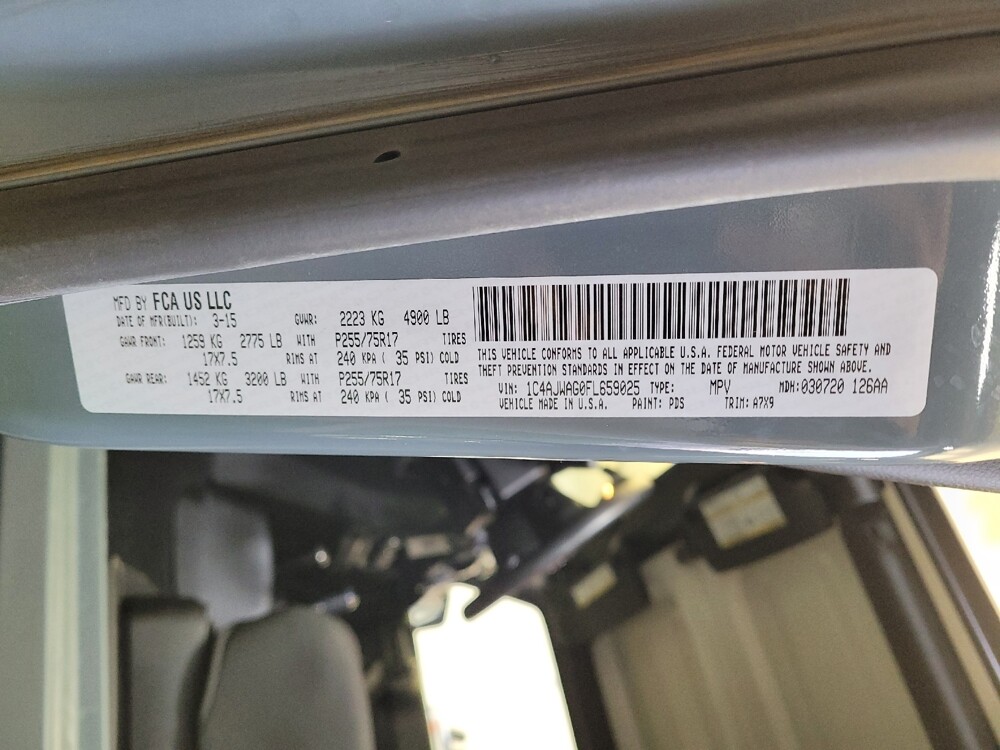 MFD BY FCA US LLC
DATE OF MFR(BUILT): 3-15 GVWR: 2223 KG 4900 LB
GAWR FRONT: 1259 KG 2775 LB WITH P255/75R17 TIRES
17X7.5 RIMS AT 240 KPA ( 35 PSI) COLD
GAWR REAR: 1452 KG 3200 LB WITH P255/75R17 TIRES
17X7.5 RIMS AT 240 KPA ( 35 PSI) COLD
THIS VEHICLE CONFORMS TO ALL APPLICABLE U.S.A. FEDERAL MOTOR VEHICLE SAFETY AND
THEFT PREVENTION STANDARDS IN EFFECT ON THE DATE OF MANUFACTURE SHOWN ABOVE.
VIN: 1C4AJWAG0FL659025 TYPE: MPV MDH:030720 126AA
VEHICLE MADE IN U.S.A. PAINT: PDS TRIM: A7X9